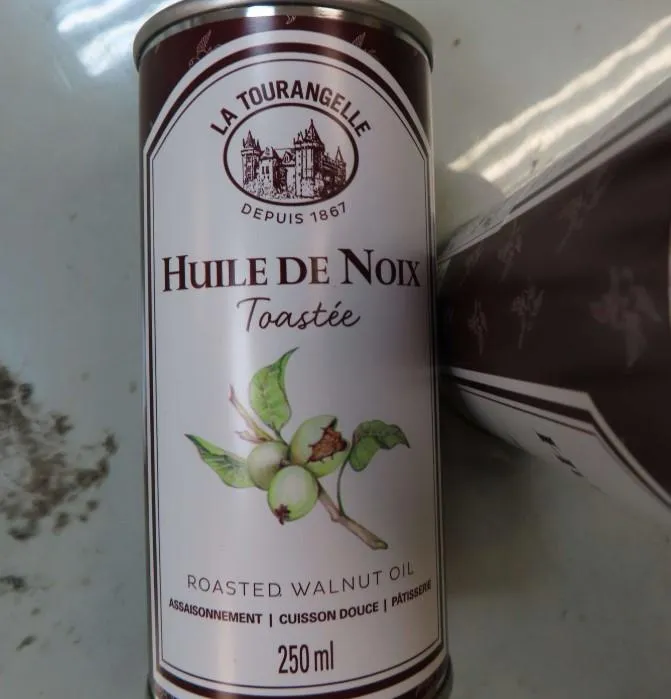 LA TOURANGELLE
DEPUIS 1867
HUILE DE NOIX
Toastée
ROASTED WALNUT OIL
ASSAISONNEMENT | CUISSON DOUCE | PÂTISSERIE
250 ml